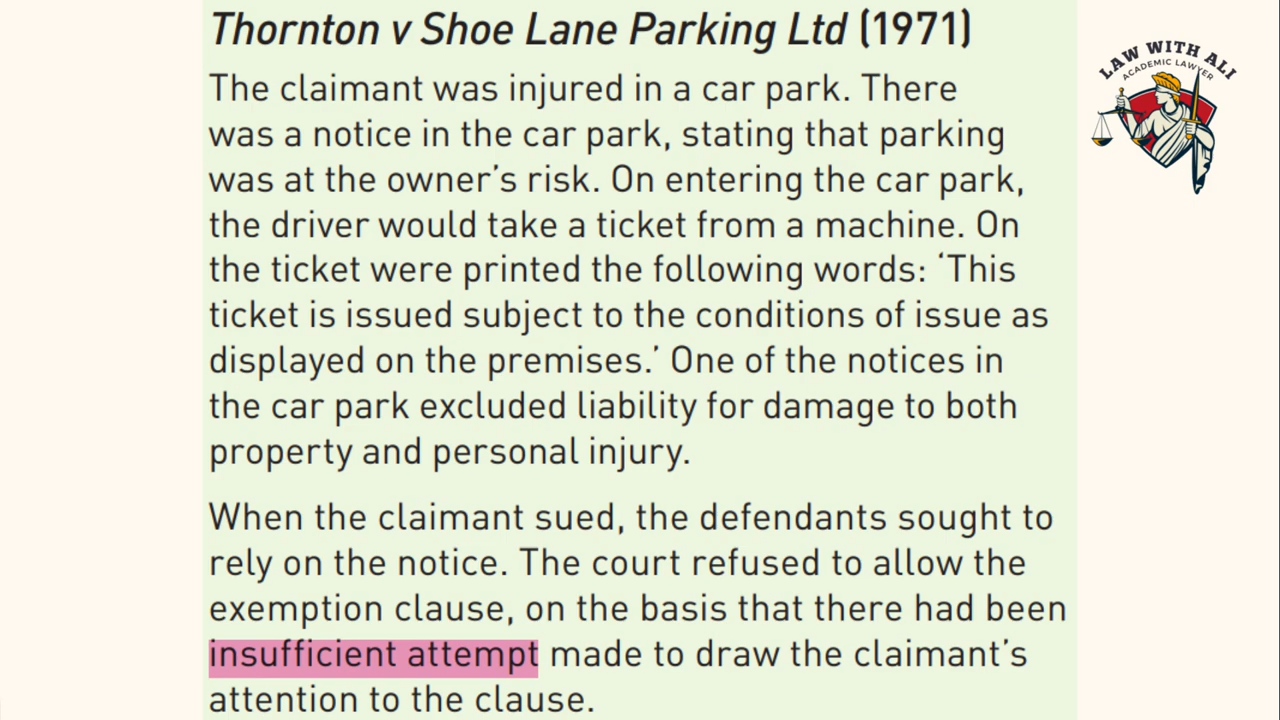 Thornton v Shoe Lane Parking Ltd (1971)
The claimant was injured in a car park. There
was a notice in the car park, stating that parking
was at the owner’s risk. On entering the car park,
the driver would take a ticket from a machine. On
the ticket were printed the following words: ‘This
ticket is issued subject to the conditions of issue as
displayed on the premises.’ One of the notices in
the car park excluded liability for damage to both
property and personal injury.
When the claimant sued, the defendants sought to
rely on the notice. The court refused to allow the
exemption clause, on the basis that there had been
insufficient attempt made to draw the claimant’s
attention to the clause.
LAW WITH ALI
ACADEMIC LAWYER